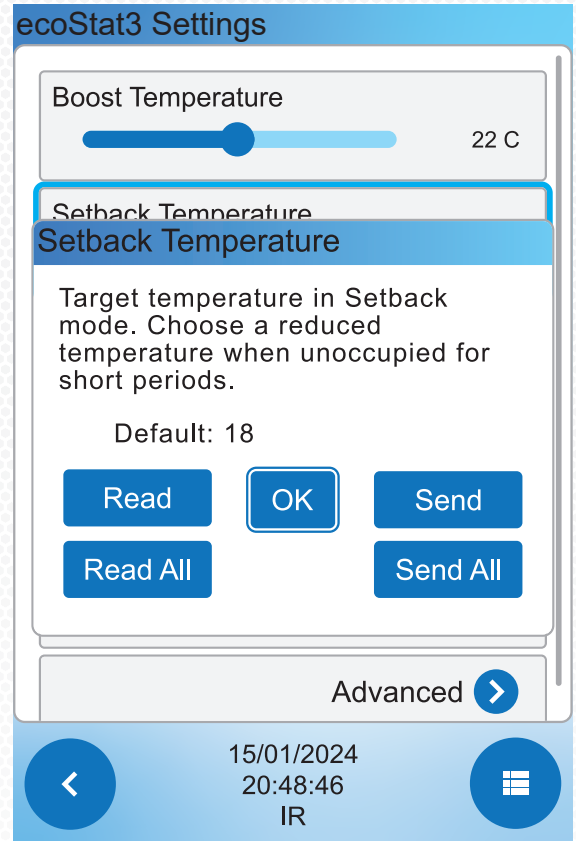 ecoStat3 Settings
Boost Temperature
22 C
Setback Temperature
Setback Temperature
Target temperature in Setback
mode. Choose a reduced
temperature when unoccupied for
short periods.
Default: 18
Read
OK
Send
Read All
Send All
Advanced
15/01/2024
20:48:46
IR